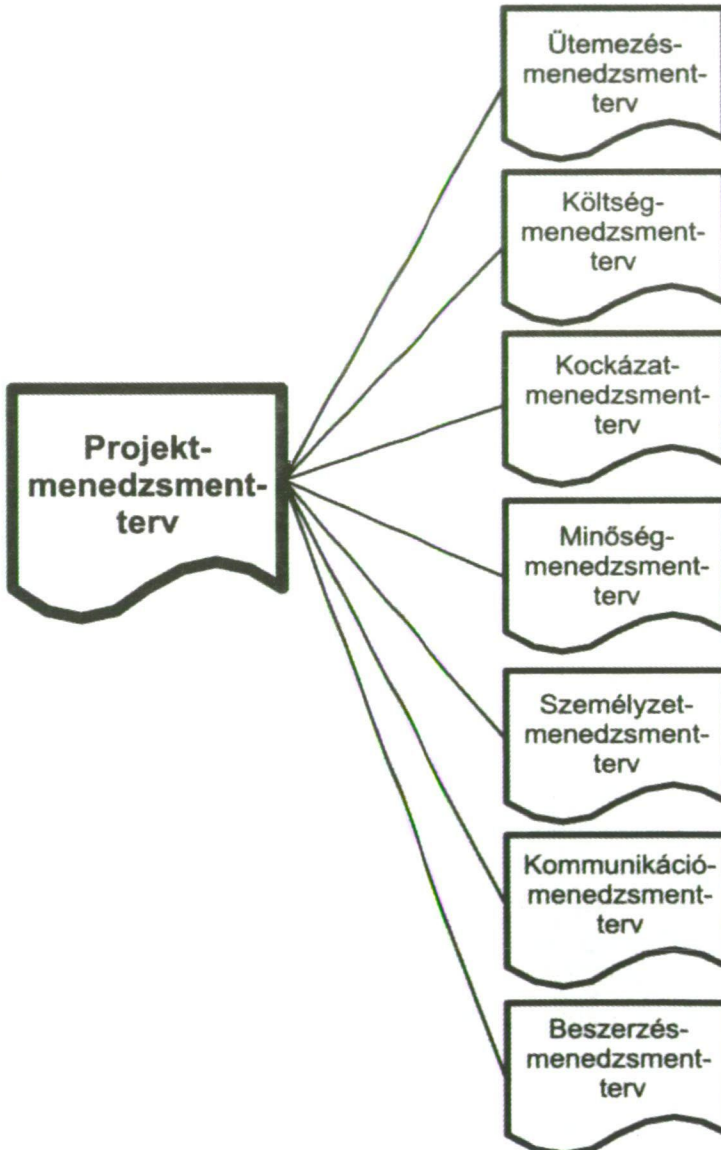 Projekt-
menedzsment-
terv
Ütemezés-
menedzsment-
terv
Költség-
menedzsment-
terv
Kockázat-
menedzsment-
terv
Minőség-
menedzsment-
terv
Személyzet-
menedzsment-
terv
Kommunikáció-
menedzsment-
terv
Beszerzés-
menedzsment-
terv